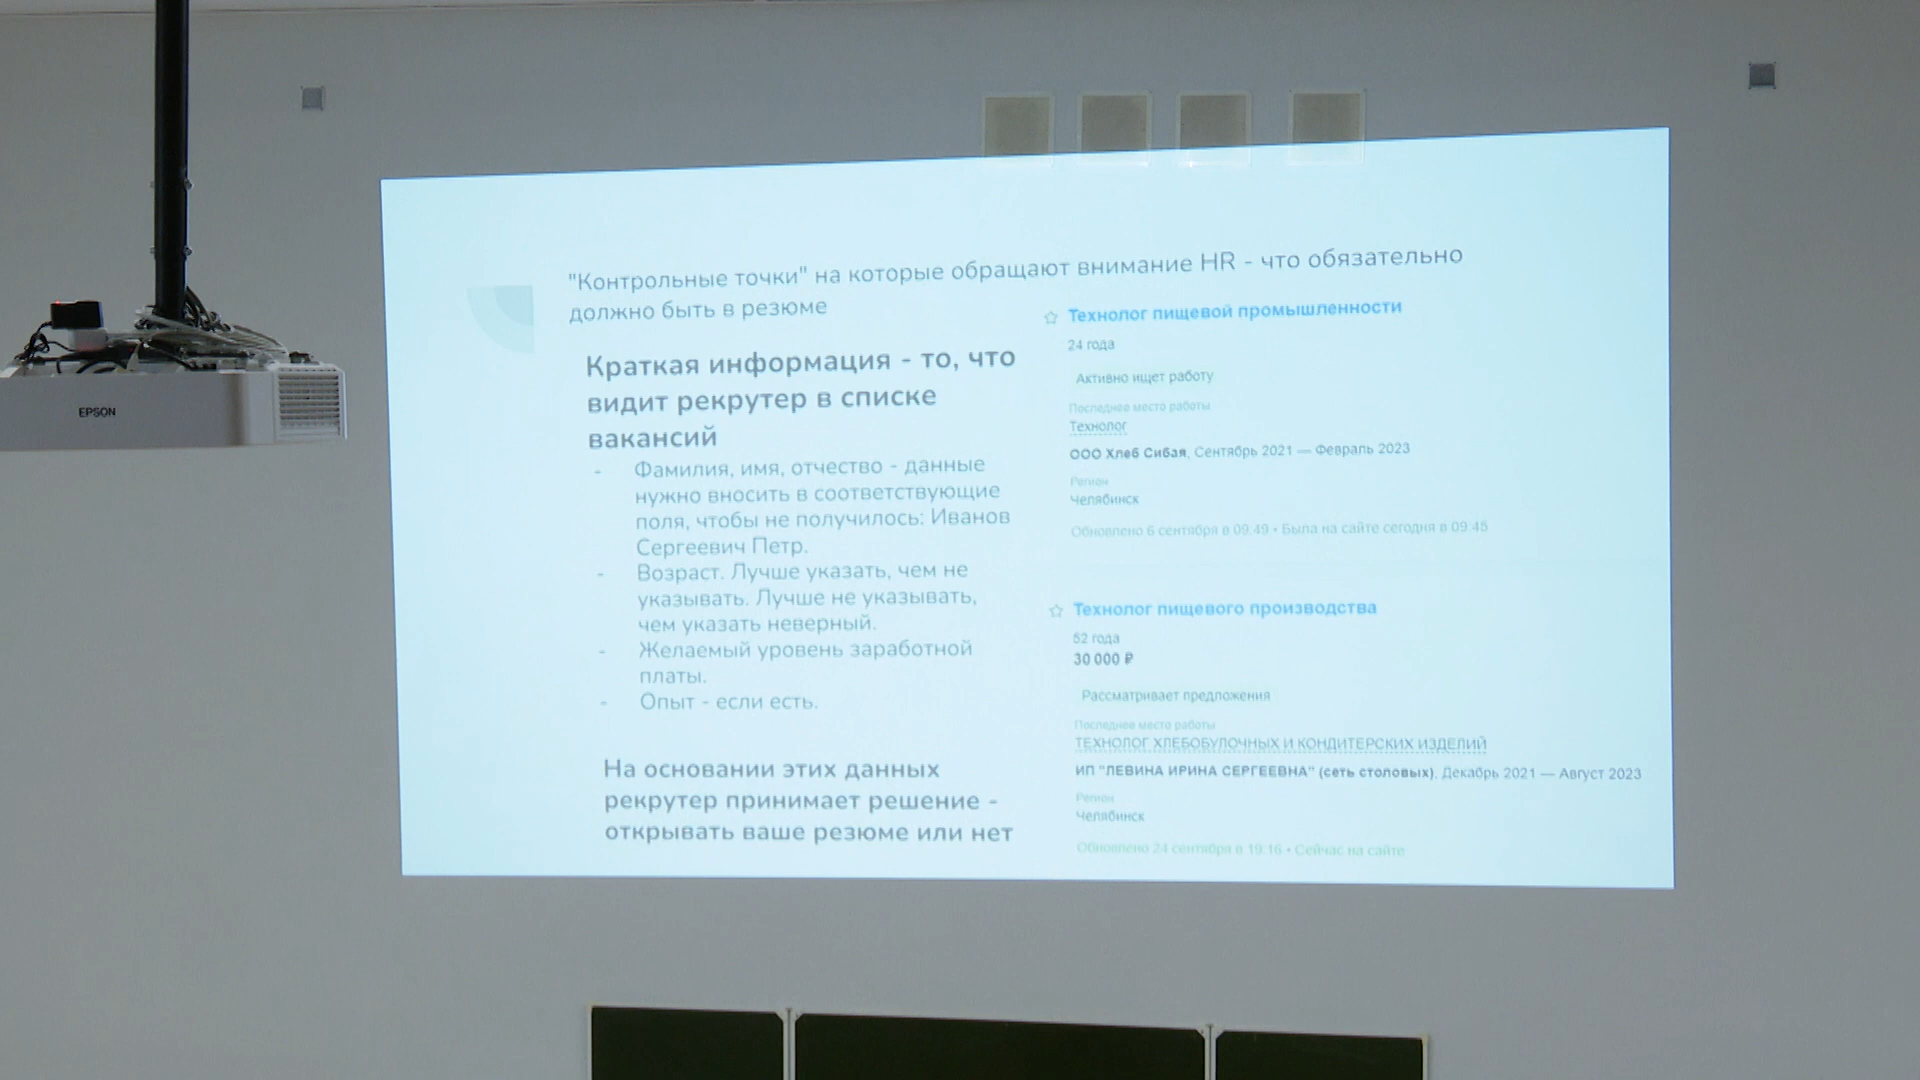 EPSON
"Контрольные точки" на которые обращают внимание HR - что обязательно
должно быть в резюме
Краткая информация - то, что
видит рекрутер в списке
вакансий
- Фамилия, имя, отчество - данные
нужно вносить в соответствующие
поля, чтобы не получилось: Иванов
Сергеевич Петр.
- Возраст. Лучше указать, чем не
указывать. Лучше не указывать,
чем указать неверный.
- Желаемый уровень заработной
платы.
- Опыт - если есть.
На основании этих данных
рекрутер принимает решение -
открывать ваше резюме или нет
Технолог пищевой промышленности
24 года
Активно ищет работу
Последнее место работы
Технолог
ООО Хлеб Сибая, Сентябрь 2021 — Февраль 2023
Регион
Челябинск
Обновлено 6 сентября в 09:49 • Была на сайте сегодня в 09:45
Технолог пищевого производства
52 года
30 000 ₽
Рассматривает предложения
Последнее место работы
ТЕХНОЛОГ ХЛЕБОБУЛОЧНЫХ И КОНДИТЕРСКИХ ИЗДЕЛИЙ
ИП "ЛЕВИНА ИРИНА СЕРГЕЕВНА" (сеть столовых), Декабрь 2021 — Август 2023
Регион
Челябинск
Обновлено 24 сентября в 19:16 • Сейчас на сайте